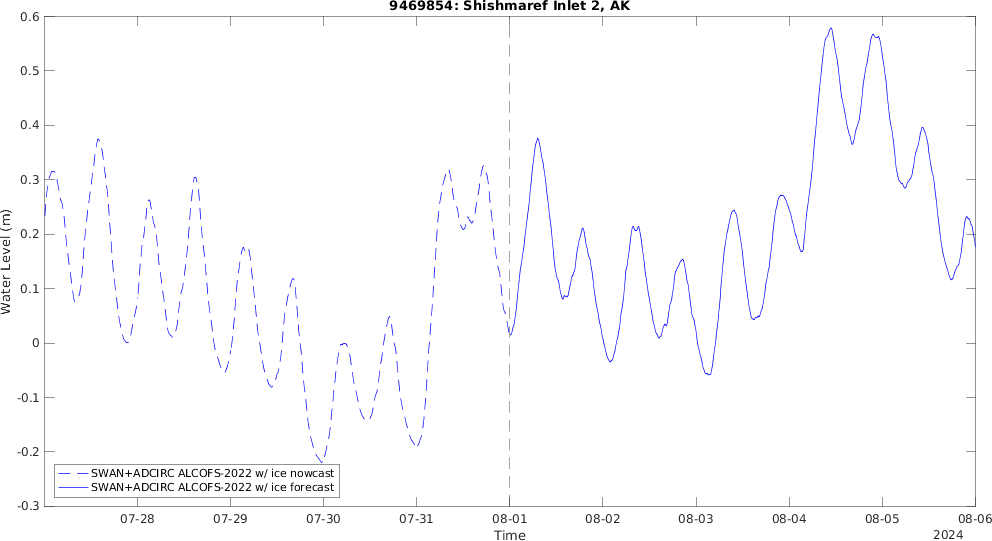 9469854: Shishmaref Inlet 2, AK
0.6
0.5
0.4
0.3
0.2
0.1
0
-0.1
-0.2
-0.3
Water Level (m)
SWAN+ADCIRC ALCOFS-2022 w/ ice nowcast
SWAN+ADCIRC ALCOFS-2022 w/ ice forecast
07-28 07-29 07-30 07-31 08-01 08-02 08-03 08-04 08-05 08-06
Time
2024